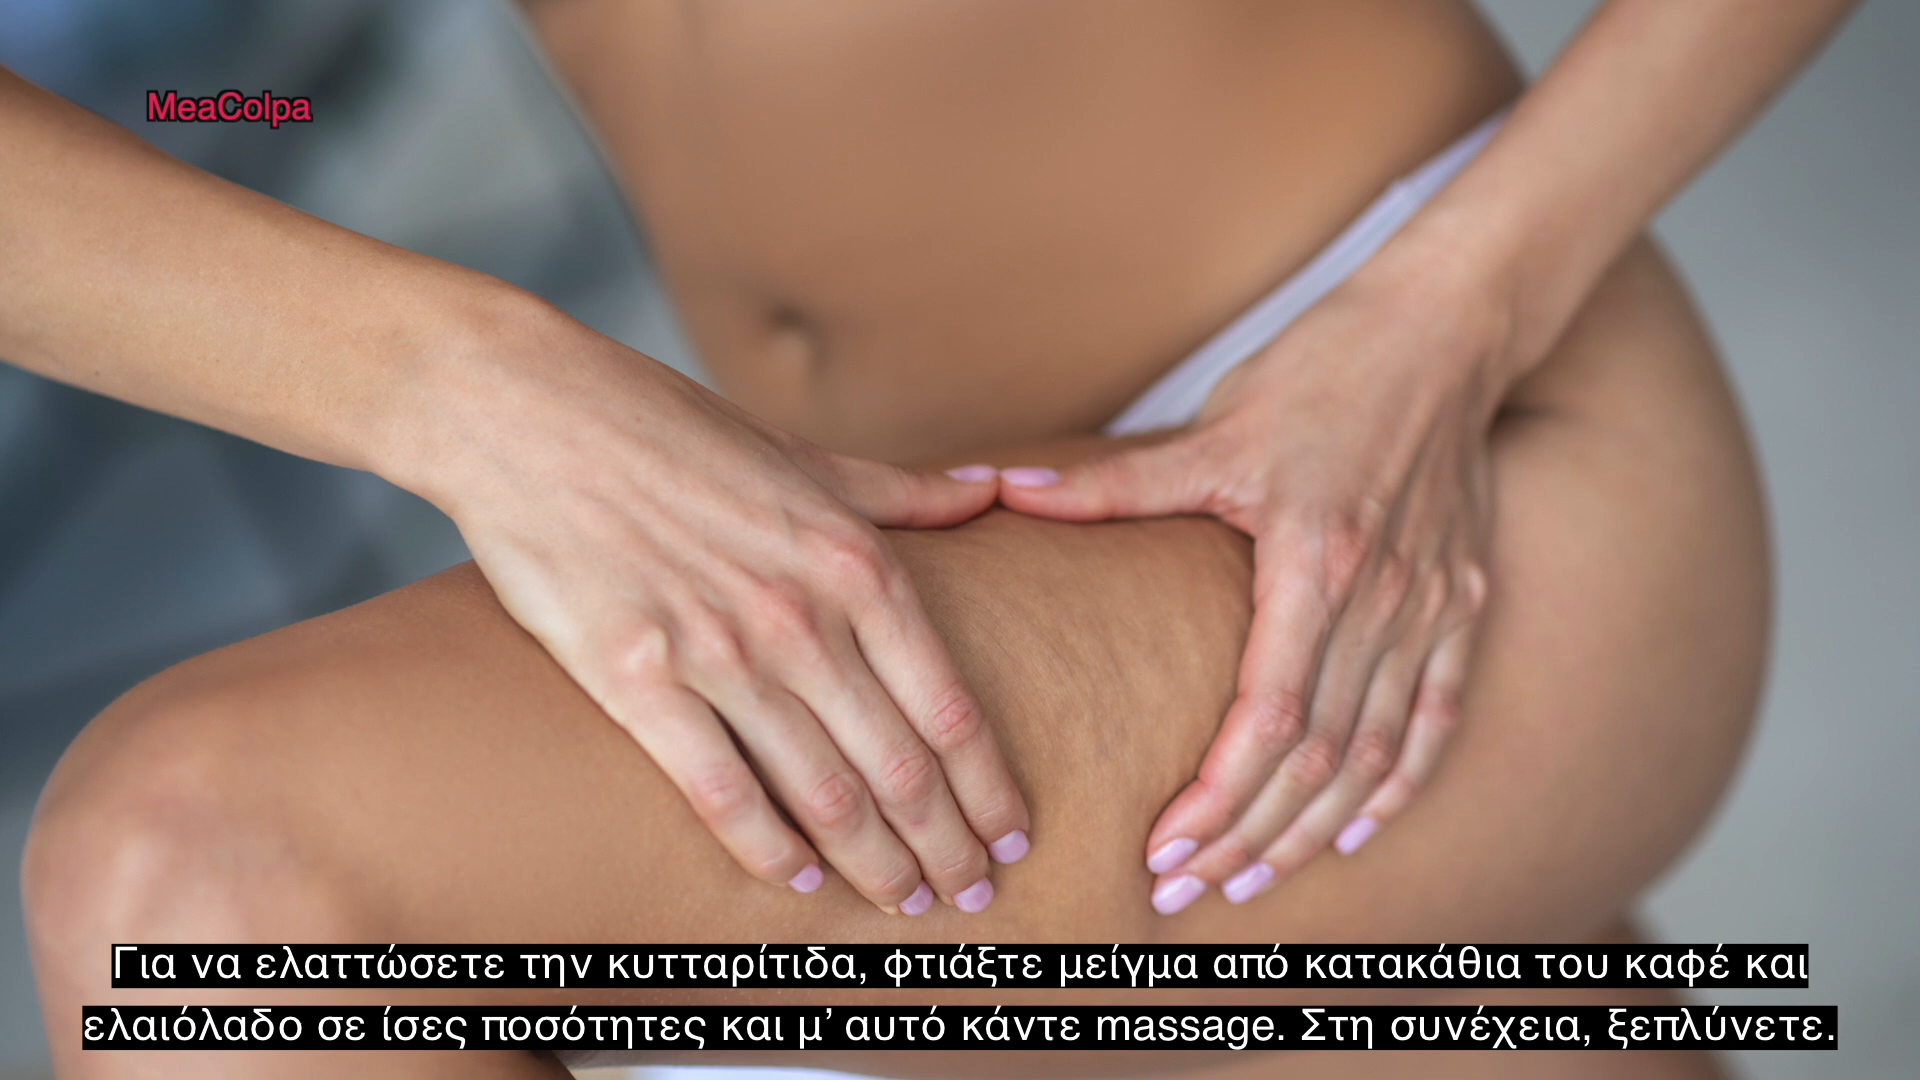 MeaColpa
Για να ελαττώσετε την κυτταρίτιδα, φτιάξτε μείγμα από κατακάθια του καφέ και
ελαιόλαδο σε ίσες ποσότητες και μ’ αυτό κάντε massage. Στη συνέχεια, ξεπλύνετε.